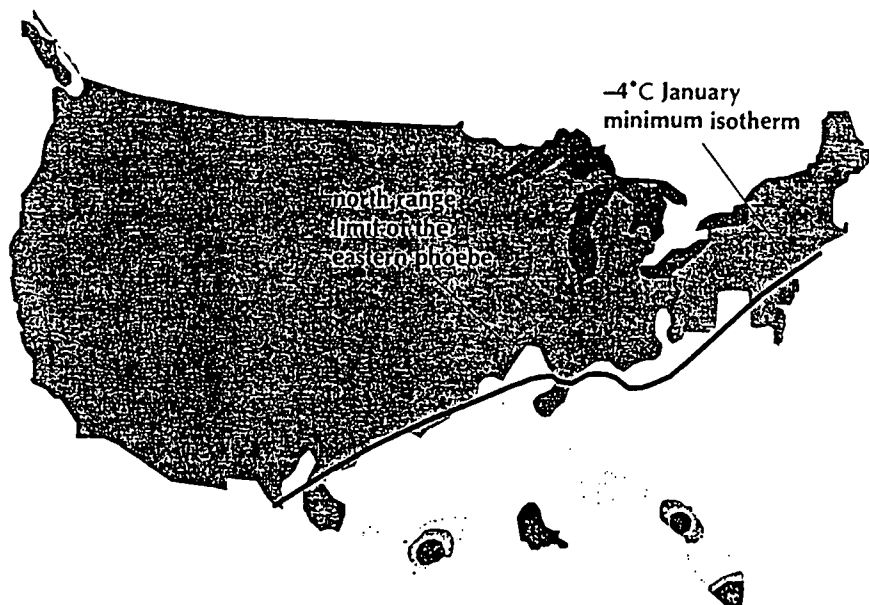 –4°C January
minimum isotherm
north range
limit of the
eastern phoebe